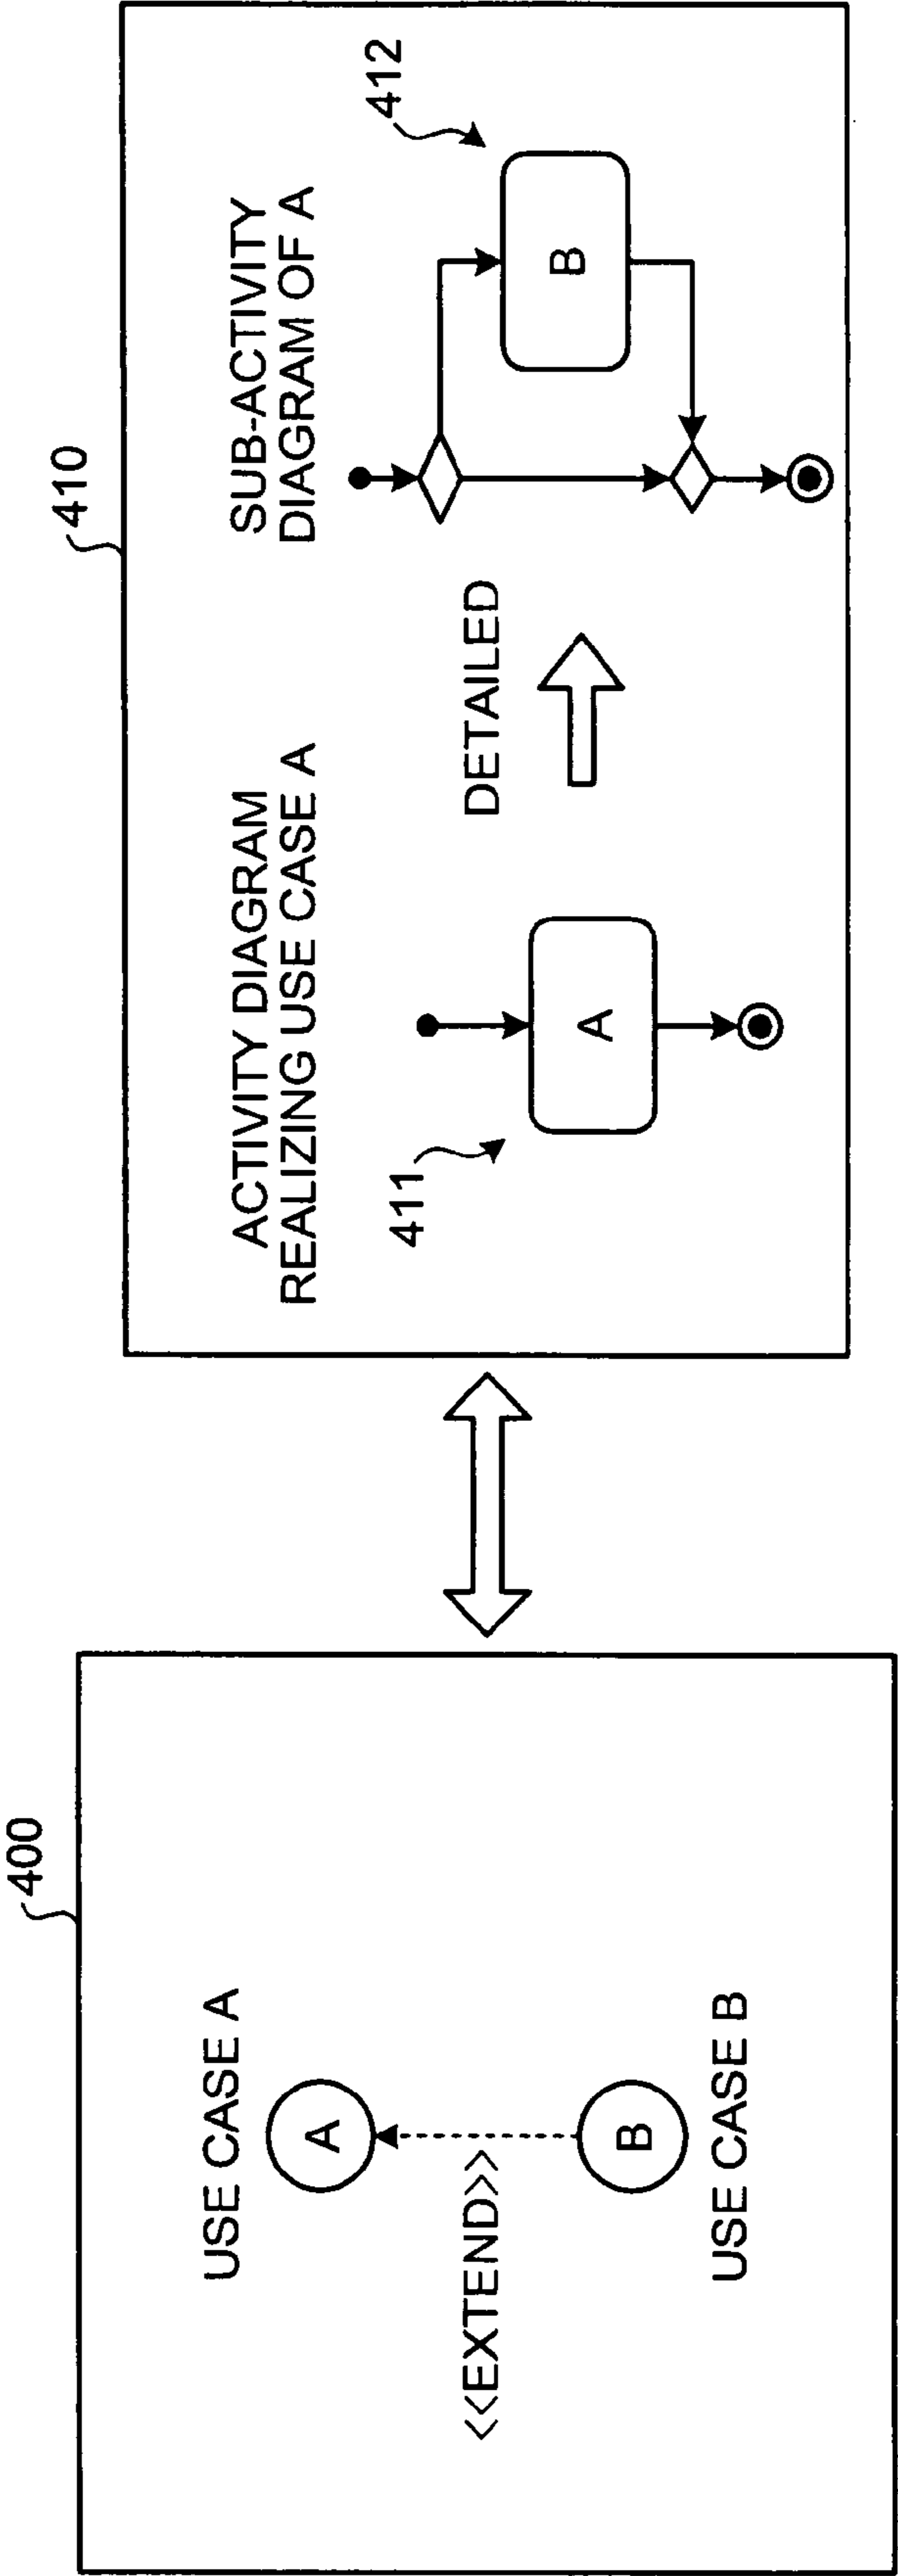 400
USE CASE A
A
<<EXTEND>>
B
USE CASE B
410
ACTIVITY DIAGRAM
REALIZING USE CASE A
411
A
DETAILED
SUB-ACTIVITY
DIAGRAM OF A
412
B